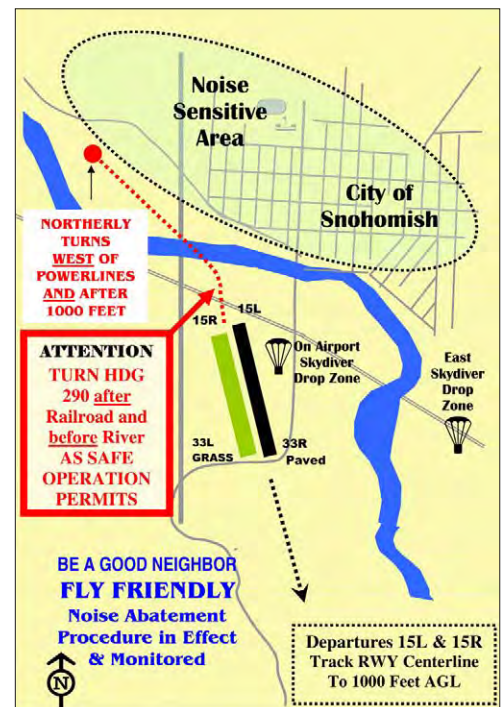 Noise
Sensitive
Area
City of
Snohomish
NORTHERLY
TURNS
WEST OF
POWERLINES
AND AFTER
1000 FEET
ATTENTION
TURN HDG
290 after
Railroad and
before River
AS SAFE
OPERATION
PERMITS
15R
15L
On Airport
Skydiver
Drop Zone
East
Skydiver
Drop
Zone
33L
GRASS
33R
Paved
BE A GOOD NEIGHBOR
FLY FRIENDLY
Noise Abatement
Procedure in Effect
& Monitored
N
Departures 15L & 15R
Track RWY Centerline
To 1000 Feet AGL